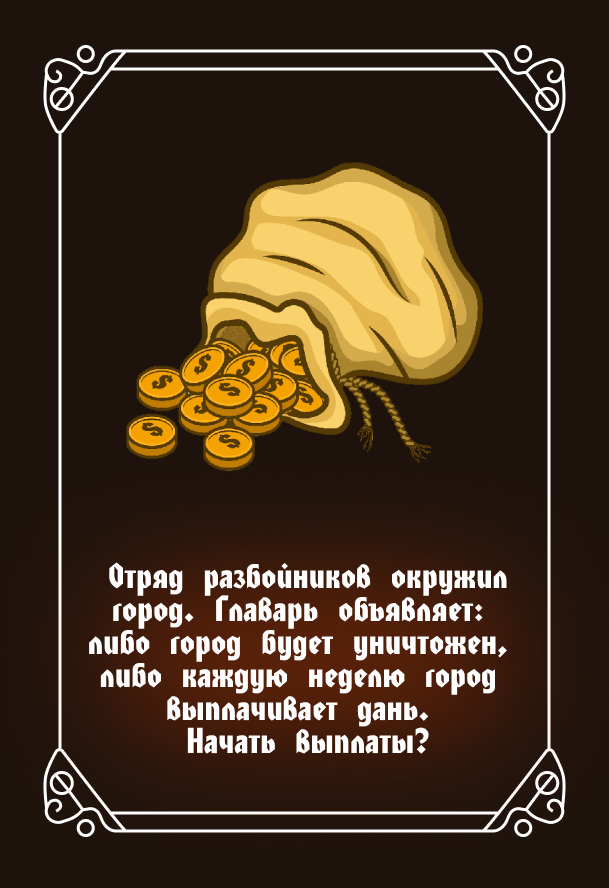 Отряд разбойников окружил
город. Главарь объявляет:
либо город будет уничтожен,
либо каждую неделю город
выплачивает дань.
Начать выплаты?